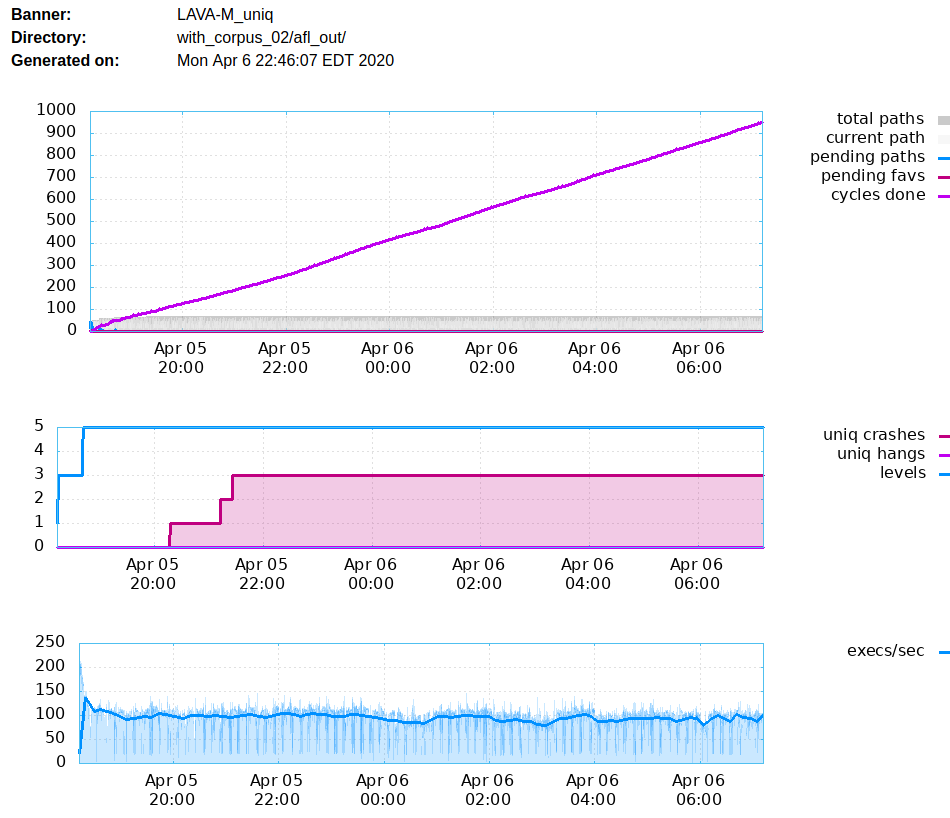 Banner: LAVA-M_uniq
Directory: with_corpus_02/afl_out/
Generated on: Mon Apr 6 22:46:07 EDT 2020
1000
900
800
700
600
500
400
300
200
100
0
Apr 05 Apr 05 Apr 06 Apr 06 Apr 06 Apr 06
20:00 22:00 00:00 02:00 04:00 06:00
total paths
current path
pending paths
pending favs
cycles done
5
4
3
2
1
0
Apr 05 Apr 05 Apr 06 Apr 06 Apr 06 Apr 06
20:00 22:00 00:00 02:00 04:00 06:00
uniq crashes
uniq hangs
levels
250
200
150
100
50
0
Apr 05 Apr 05 Apr 06 Apr 06 Apr 06 Apr 06
20:00 22:00 00:00 02:00 04:00 06:00
execs/sec